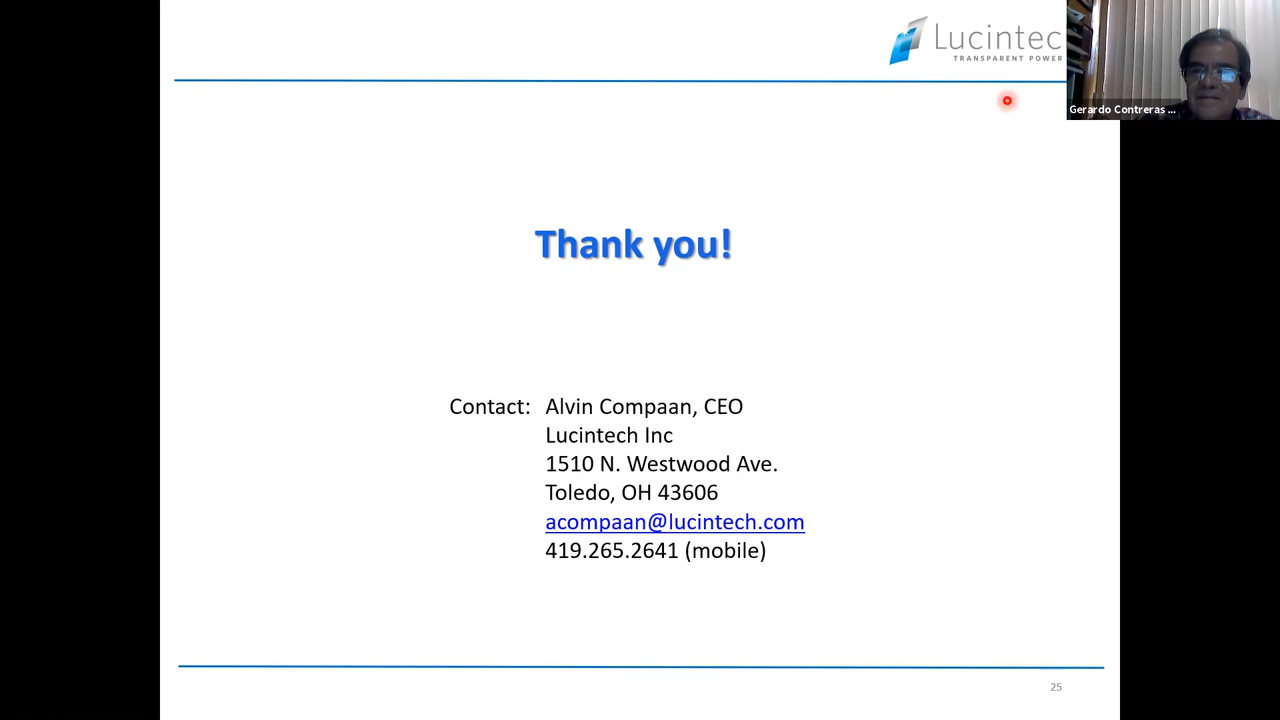 Lucintec
TRANSPARENT POWER
Gerardo Contreras ...
Thank you!
Contact: Alvin Compaan, CEO
Lucintech Inc
1510 N. Westwood Ave.
Toledo, OH 43606
acompaan@lucintech.com
419.265.2641 (mobile)
25